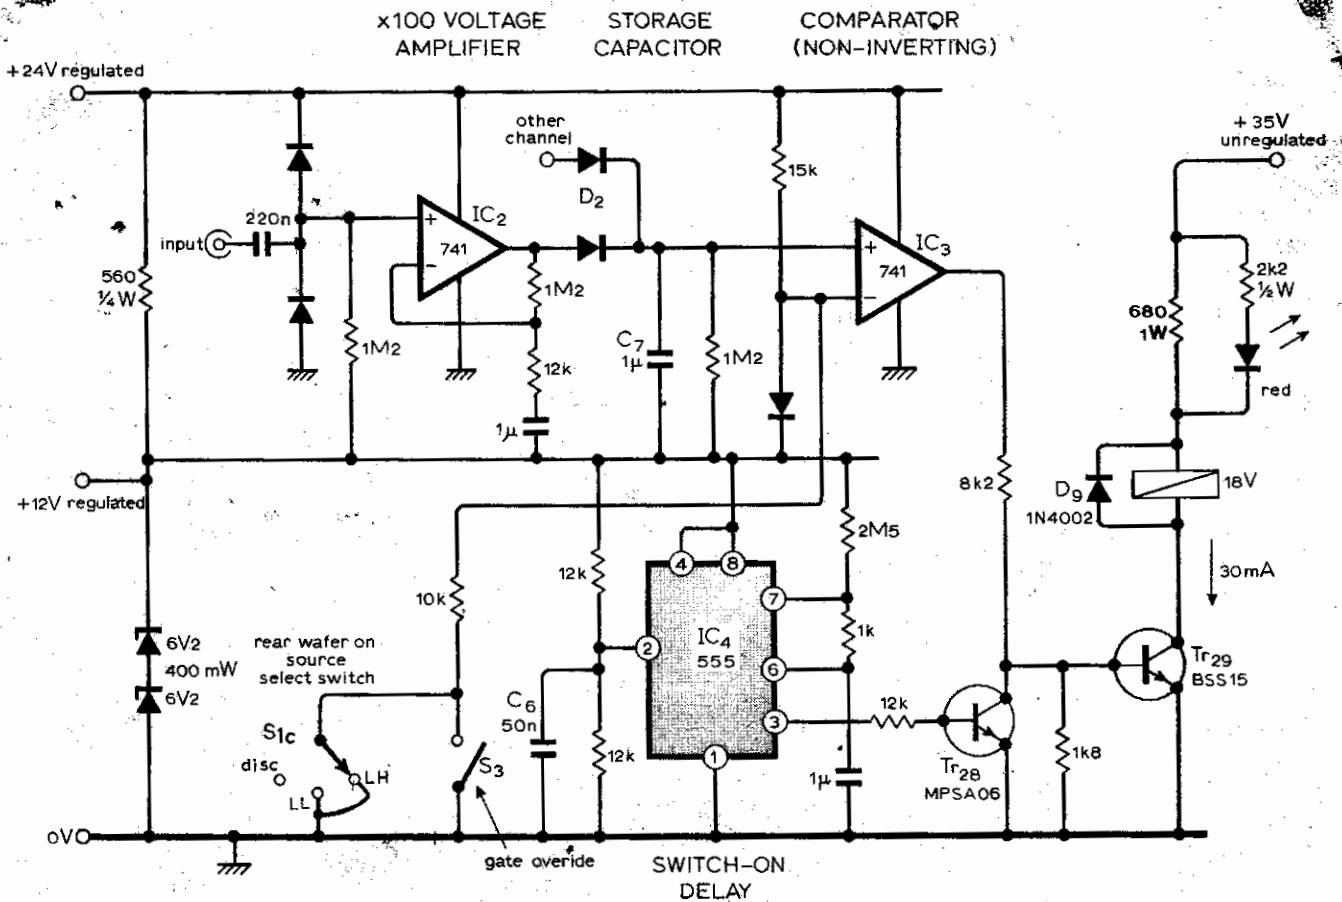 x100 VOLTAGE
AMPLIFIER
STORAGE
CAPACITOR
COMPARATOR
(NON-INVERTING)
+24V regulated
other
channel
+35V
unregulated
D2
15k
220n
IC2
input
+
741
−
IC3
+
741
−
560
¼W
1M2
2k2
½W
680
1W
1M2
12k
C7
1μ
1M2
red
1μ
+12V regulated
8k2
D9
1N4002
18V
2M5
30mA
12k
4
8
7
10k
1k
IC4
555
2
6
6V2
400 mW
6V2
rear wafer on
source
select switch
Tr29
BSS15
C6
50n
12k
3
S1c
disc
LH
LL
S3
12k
1
1μ
Tr28
MPSA06
1k8
0V
gate overide
SWITCH-ON
DELAY